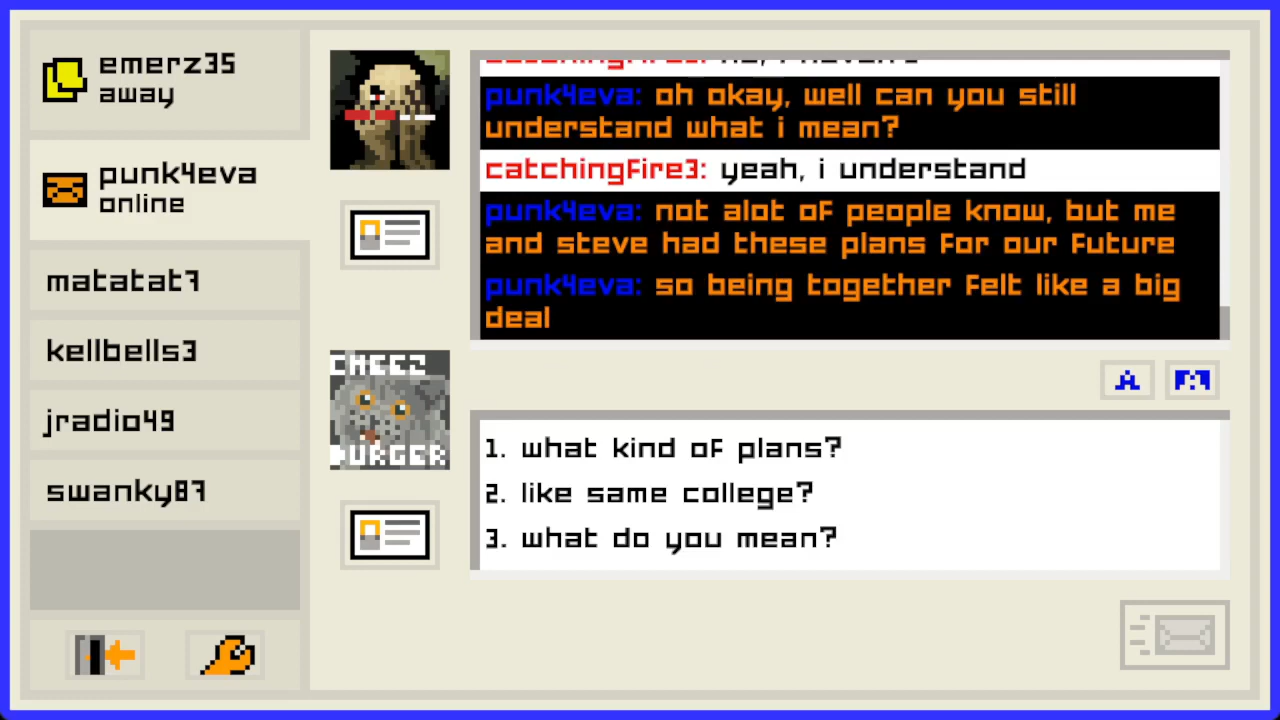 emerz35
away
punk4eva
online
matatat7
kellbells3
jradio49
swanky87
punk4eva: oh okay, well can you still
understand what i mean?
catchingfire3: yeah, i understand
punk4eva: not alot of people know, but me
and steve had these plans for our future
punk4eva: so being together felt like a big
deal
CHEEZ
BURGER
A
1. what kind of plans?
2. like same college?
3. what do you mean?